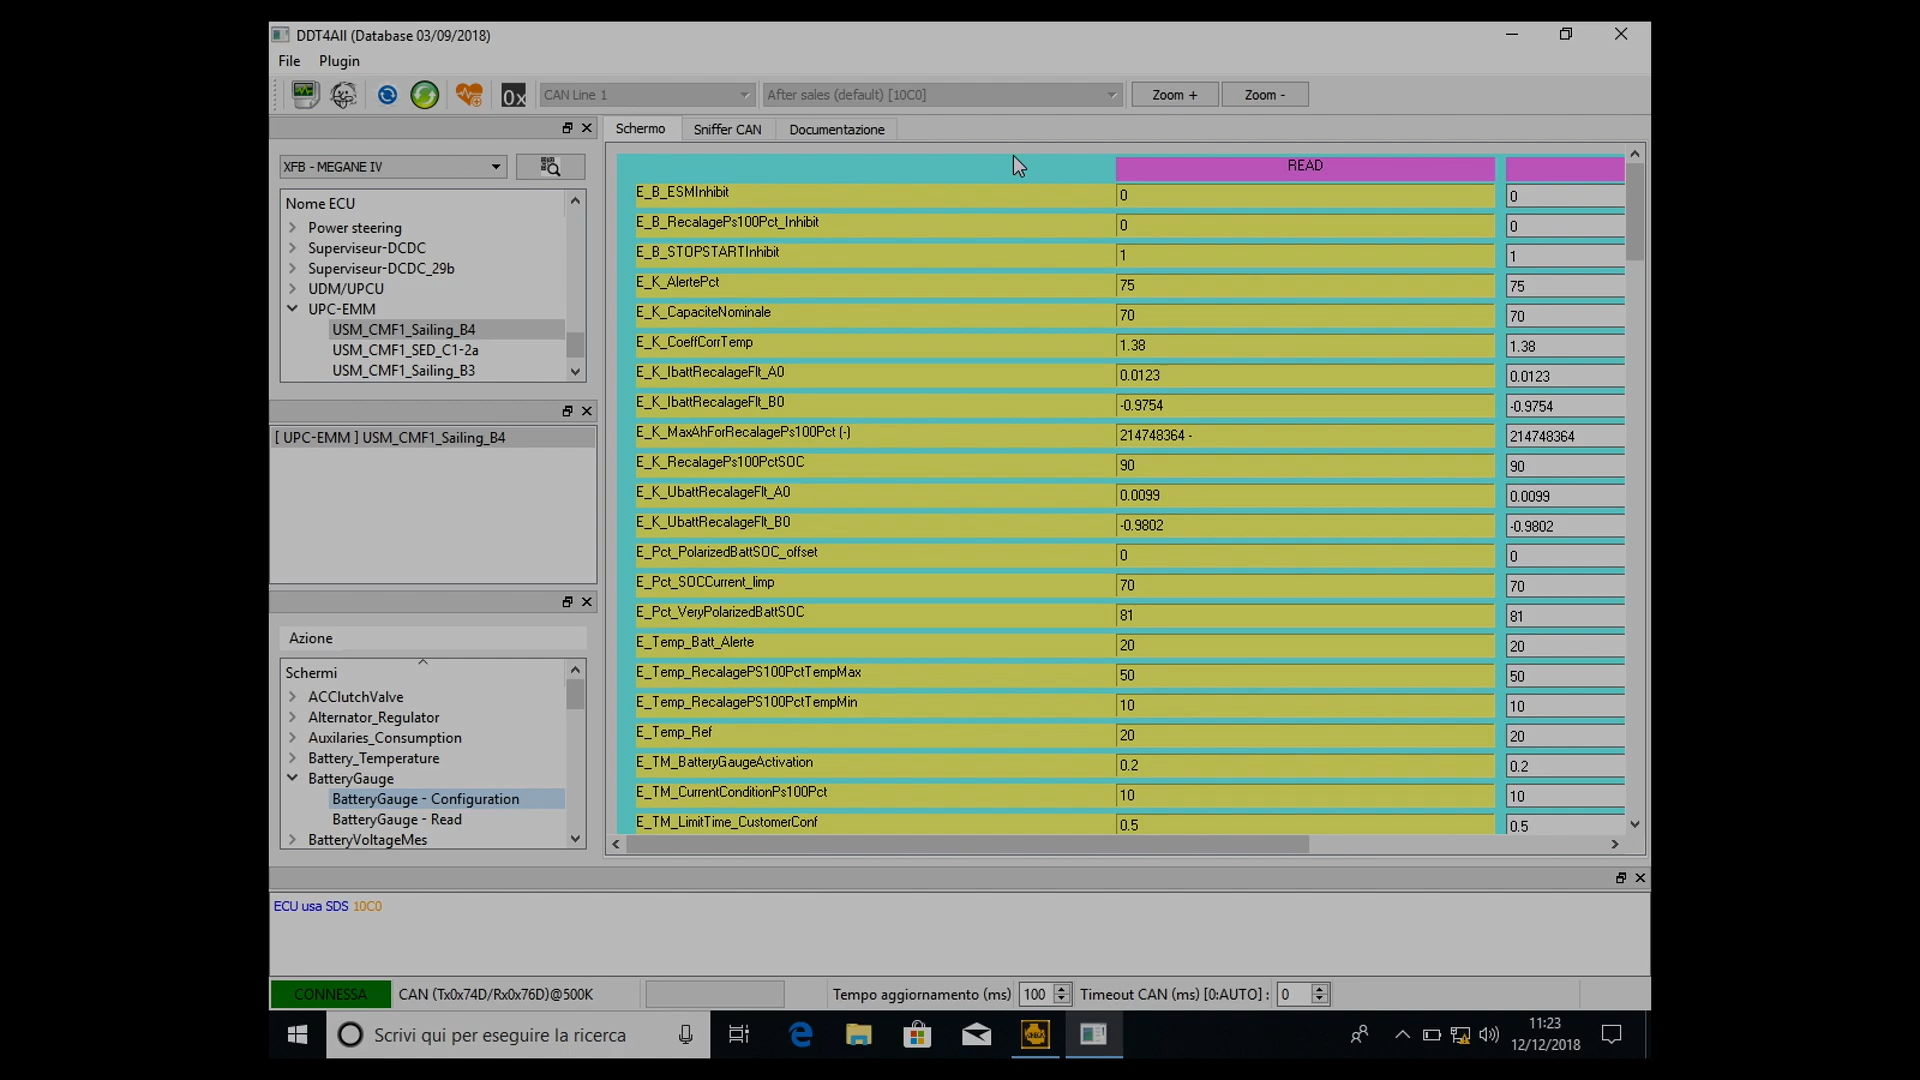 DDT4All (Database 03/09/2018)
File Plugin
0x CAN Line 1 After sales (default) [10C0] Zoom + Zoom -
Schermo Sniffer CAN Documentazione
XFB - MEGANE IV
Nome ECU
Power steering
Superviseur-DCDC
Superviseur-DCDC_29b
UDM/UPCU
UPC-EMM
USM_CMF1_Sailing_B4
USM_CMF1_SED_C1-2a
USM_CMF1_Sailing_B3
[ UPC-EMM ] USM_CMF1_Sailing_B4
Azione
Schermi
ACClutchValve
Alternator_Regulator
Auxilaries_Consumption
Battery_Temperature
BatteryGauge
BatteryGauge - Configuration
BatteryGauge - Read
BatteryVoltageMes
READ
E_B_ESMInhibit 0 0
E_B_RecalagePs100Pct_Inhibit 0 0
E_B_STOPSTARTInhibit 1 1
E_K_AlertePct 75 75
E_K_CapaciteNominale 70 70
E_K_CoeffCorrTemp 1.38 1.38
E_K_IbattRecalageFlt_A0 0.0123 0.0123
E_K_IbattRecalageFlt_B0 -0.9754 -0.9754
E_K_MaxAhForRecalagePs100Pct (-) 214748364 - 214748364
E_K_RecalagePs100PctSOC 90 90
E_K_UbattRecalageFlt_A0 0.0099 0.0099
E_K_UbattRecalageFlt_B0 -0.9802 -0.9802
E_Pct_PolarizedBattSOC_offset 0 0
E_Pct_SOCCurrent_limp 70 70
E_Pct_VeryPolarizedBattSOC 81 81
E_Temp_Batt_Alerte 20 20
E_Temp_RecalagePS100PctTempMax 50 50
E_Temp_RecalagePS100PctTempMin 10 10
E_Temp_Ref 20 20
E_TM_BatteryGaugeActivation 0.2 0.2
E_TM_CurrentConditionPs100Pct 10 10
E_TM_LimitTime_CustomerConf 0.5 0.5
ECU usa SDS 10C0
CONNESSA CAN (Tx0x74D/Rx0x76D)@500K Tempo aggiornamento (ms) 100 Timeout CAN (ms) [0:AUTO] : 0
Scrivi qui per eseguire la ricerca
11:23
12/12/2018